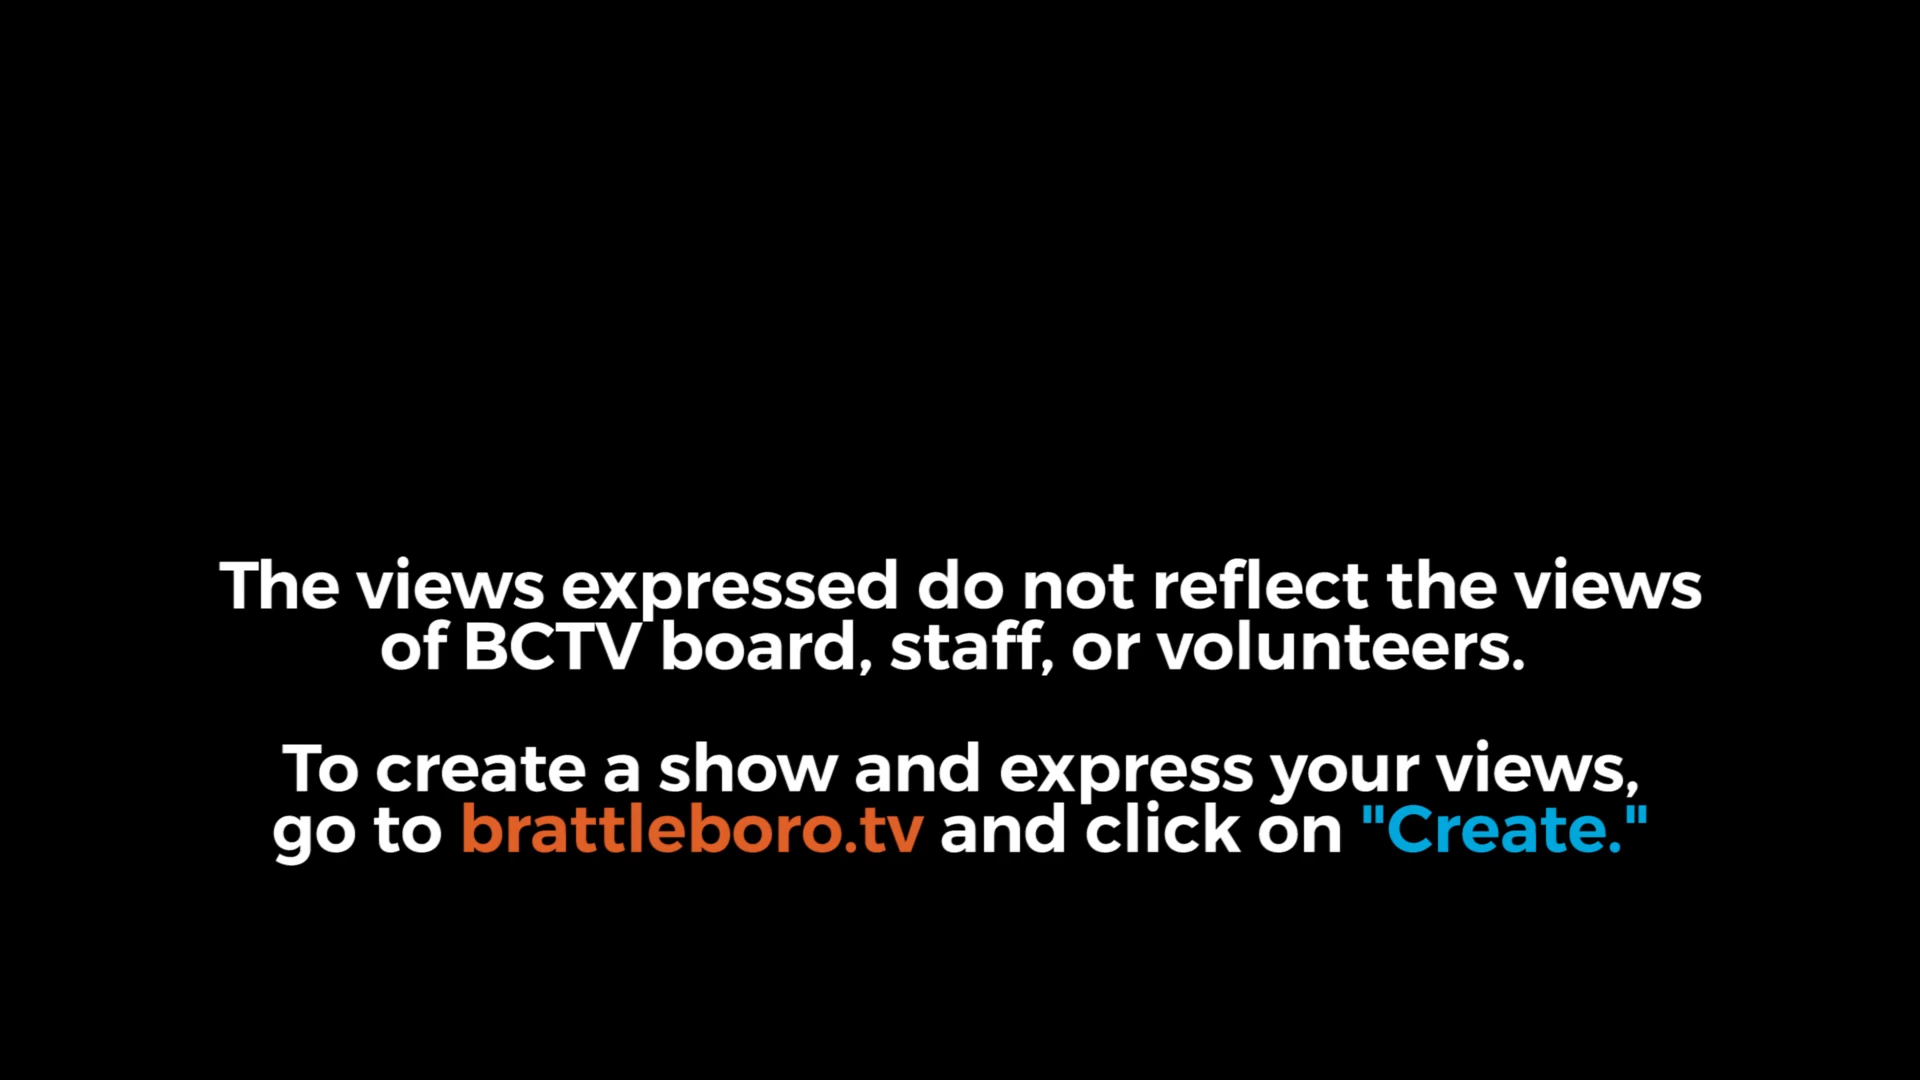 The views expressed do not reflect the views
of BCTV board, staff, or volunteers.
To create a show and express your views,
go to brattleboro.tv and click on "Create."